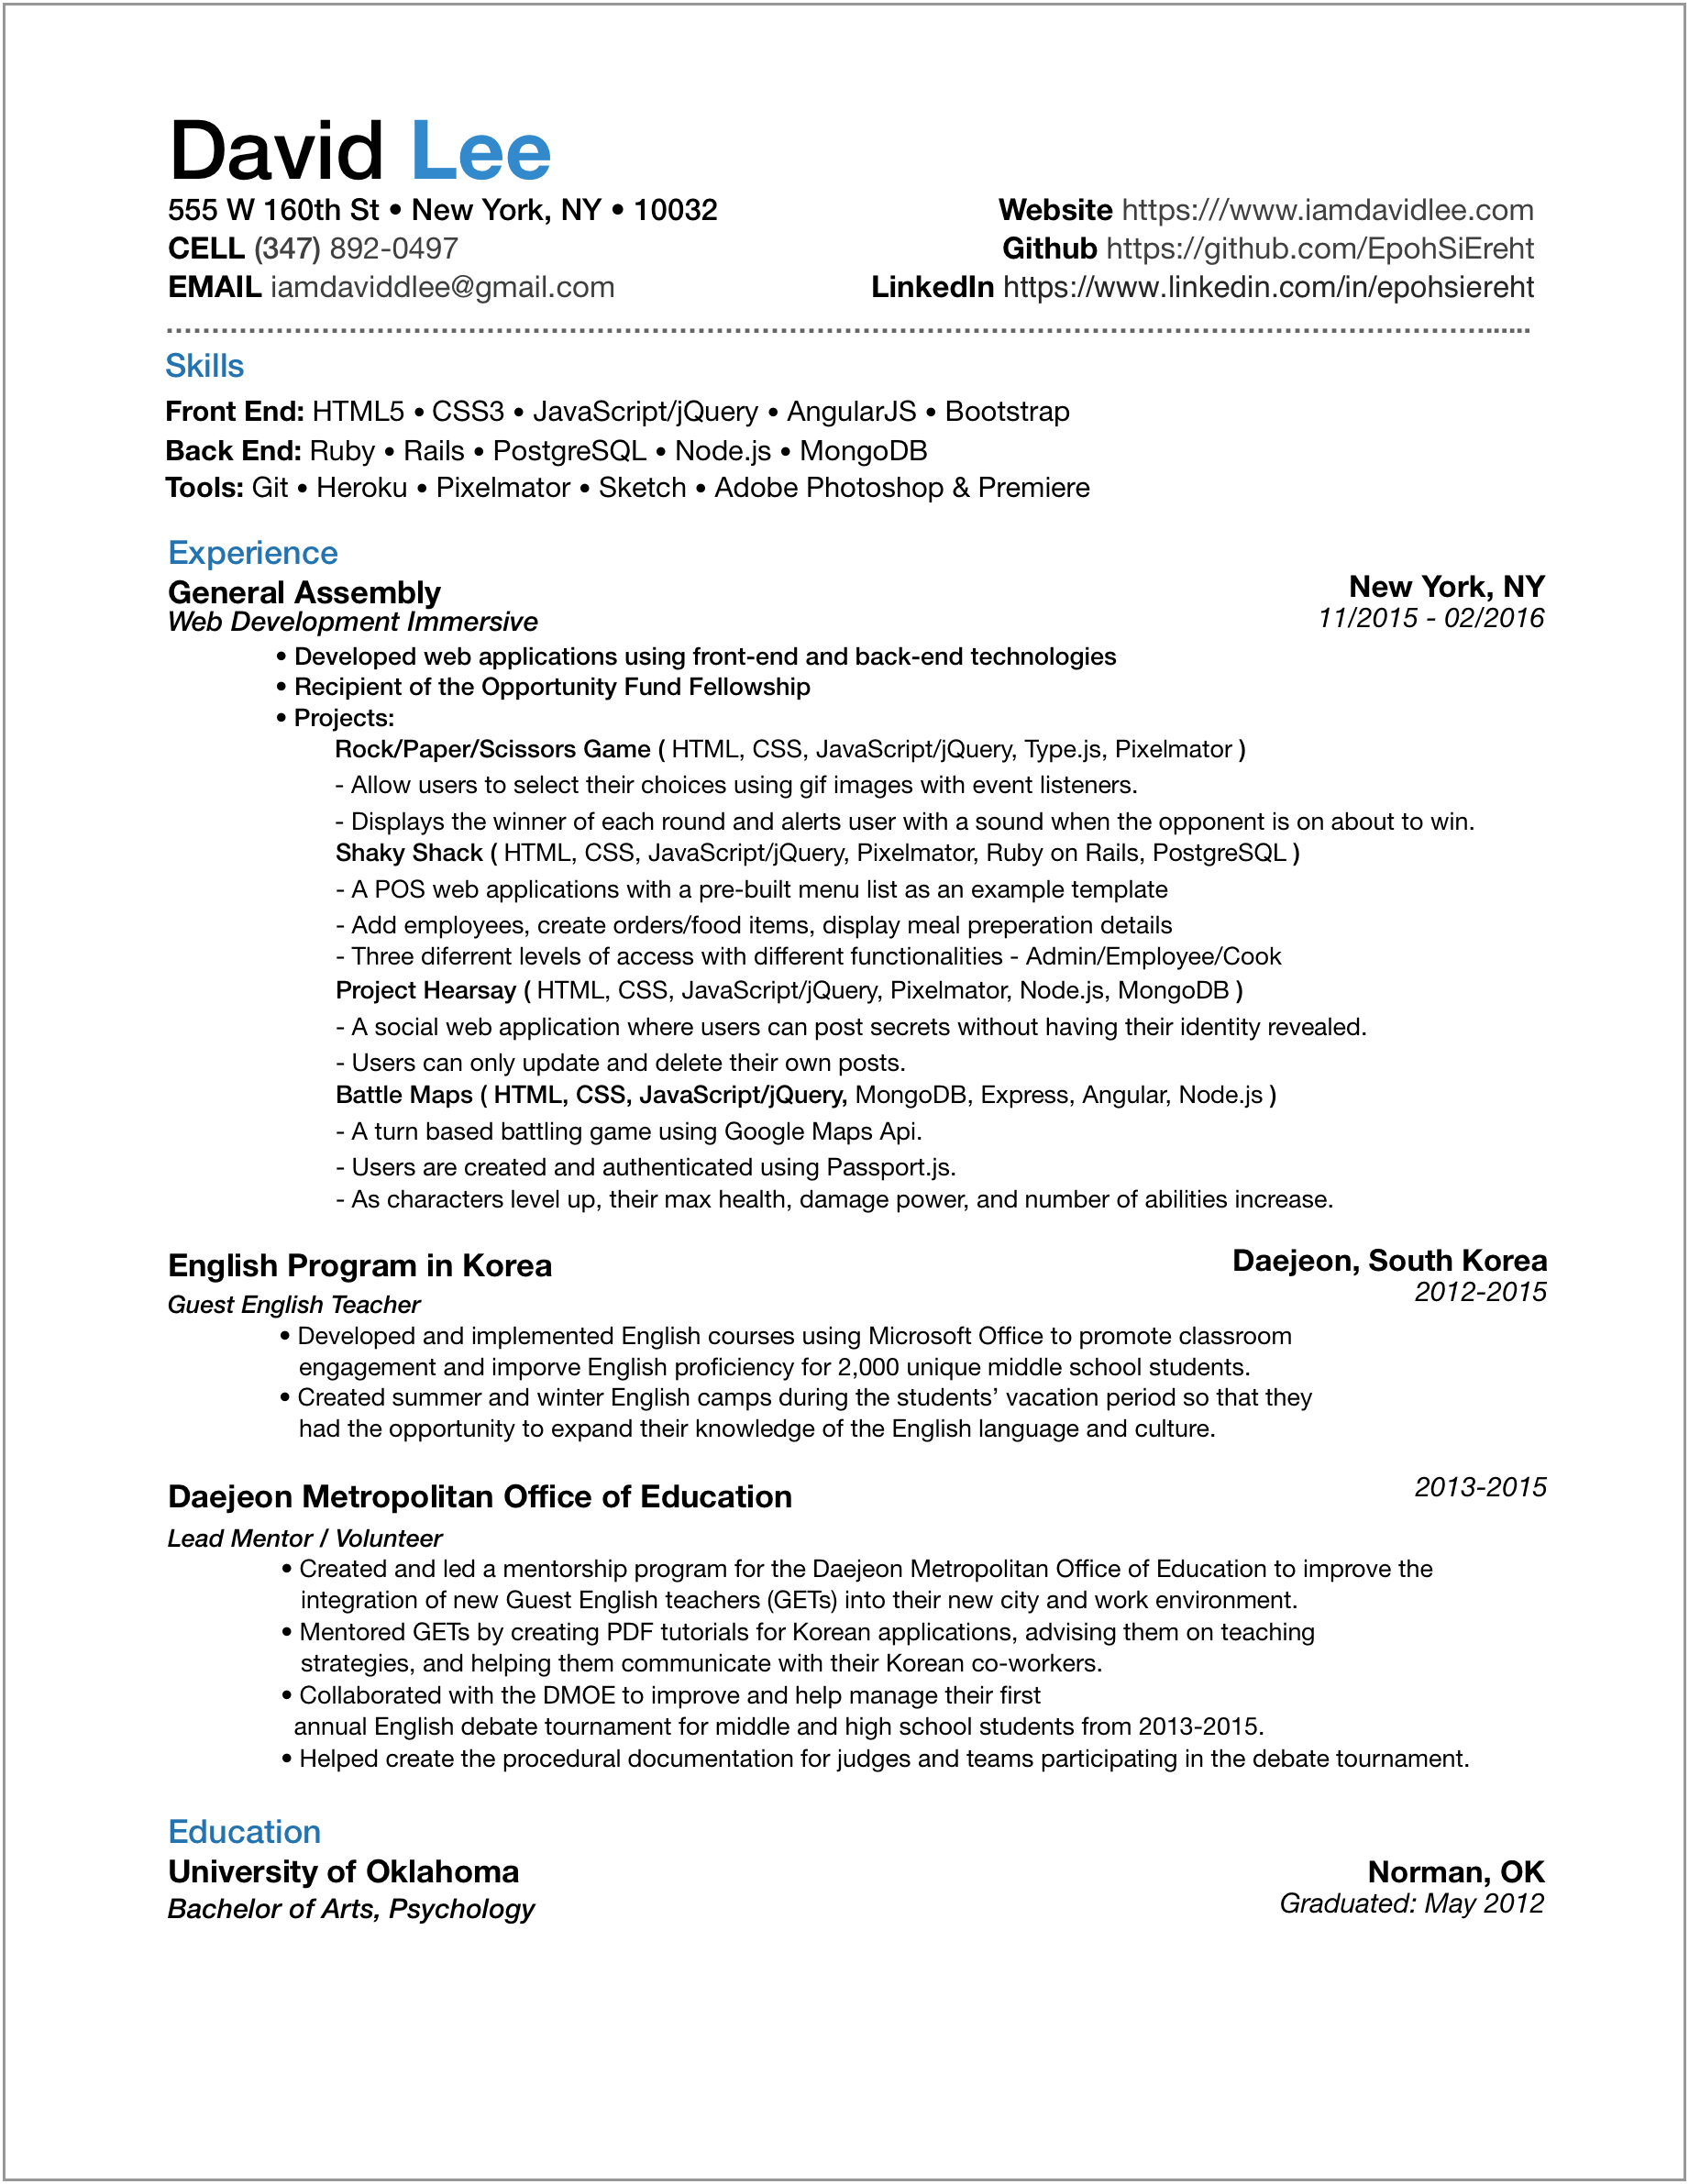 David Lee
555 W 160th St • New York, NY • 10032
CELL (347) 892-0497
EMAIL iamdaviddlee@gmail.com
Website https:///www.iamdavidlee.com
Github https://github.com/EpohSiEreht
LinkedIn https://www.linkedin.com/in/epohsiereht
Skills
Front End: HTML5 • CSS3 • JavaScript/jQuery • AngularJS • Bootstrap
Back End: Ruby • Rails • PostgreSQL • Node.js • MongoDB
Tools: Git • Heroku • Pixelmator • Sketch • Adobe Photoshop & Premiere
Experience
General Assembly
New York, NY
Web Development Immersive
11/2015 - 02/2016
• Developed web applications using front-end and back-end technologies
• Recipient of the Opportunity Fund Fellowship
• Projects:
Rock/Paper/Scissors Game ( HTML, CSS, JavaScript/jQuery, Type.js, Pixelmator )
- Allow users to select their choices using gif images with event listeners.
- Displays the winner of each round and alerts user with a sound when the opponent is on about to win.
Shaky Shack ( HTML, CSS, JavaScript/jQuery, Pixelmator, Ruby on Rails, PostgreSQL )
- A POS web applications with a pre-built menu list as an example template
- Add employees, create orders/food items, display meal preperation details
- Three diferrent levels of access with different functionalities - Admin/Employee/Cook
Project Hearsay ( HTML, CSS, JavaScript/jQuery, Pixelmator, Node.js, MongoDB )
- A social web application where users can post secrets without having their identity revealed.
- Users can only update and delete their own posts.
Battle Maps ( HTML, CSS, JavaScript/jQuery, MongoDB, Express, Angular, Node.js )
- A turn based battling game using Google Maps Api.
- Users are created and authenticated using Passport.js.
- As characters level up, their max health, damage power, and number of abilities increase.
English Program in Korea
Daejeon, South Korea
Guest English Teacher
2012-2015
• Developed and implemented English courses using Microsoft Office to promote classroom
engagement and imporve English proficiency for 2,000 unique middle school students.
• Created summer and winter English camps during the students’ vacation period so that they
had the opportunity to expand their knowledge of the English language and culture.
Daejeon Metropolitan Office of Education
2013-2015
Lead Mentor / Volunteer
• Created and led a mentorship program for the Daejeon Metropolitan Office of Education to improve the
integration of new Guest English teachers (GETs) into their new city and work environment.
• Mentored GETs by creating PDF tutorials for Korean applications, advising them on teaching
strategies, and helping them communicate with their Korean co-workers.
• Collaborated with the DMOE to improve and help manage their first
annual English debate tournament for middle and high school students from 2013-2015.
• Helped create the procedural documentation for judges and teams participating in the debate tournament.
Education
University of Oklahoma
Norman, OK
Bachelor of Arts, Psychology
Graduated: May 2012